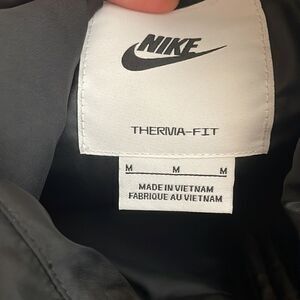 NIKE
THERMA-FIT
M M M
MADE IN VIETNAM
FABRIQUE AU VIETNAM